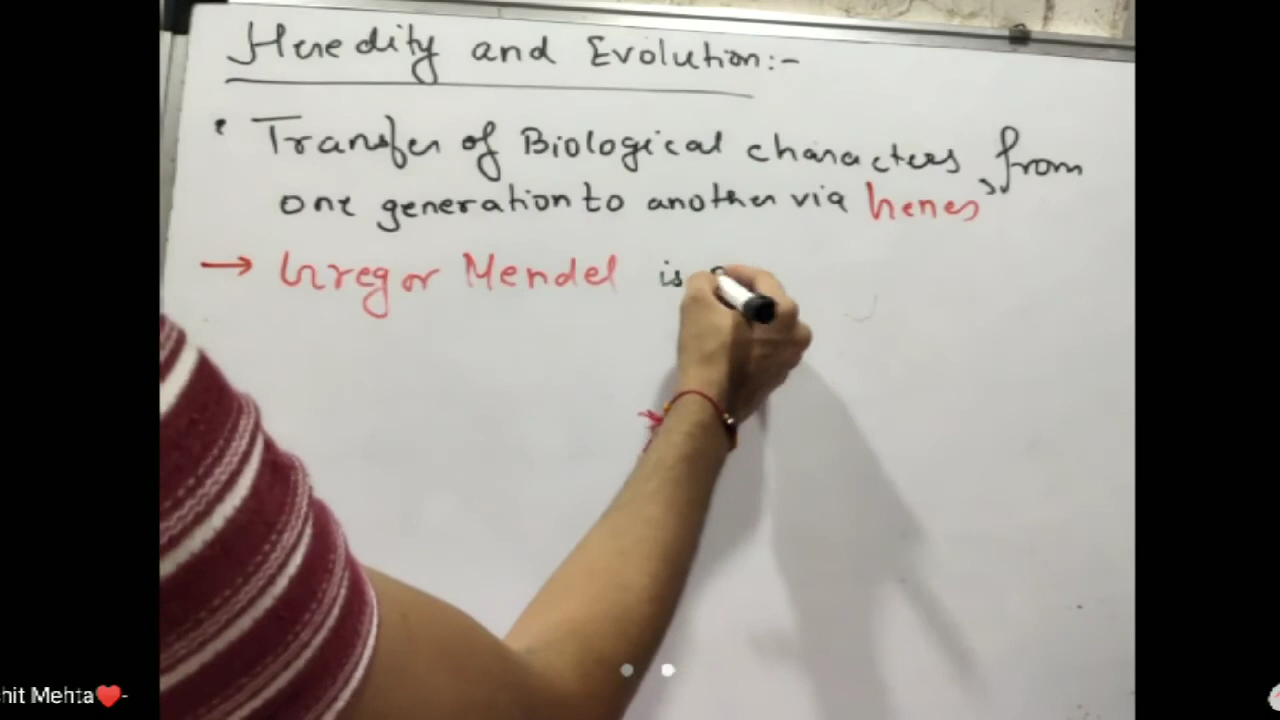 Heredity and Evolution:-
• Transfer of Biological characters, from
one generation to another via Genes
→ Gregor Mendel is
hit Mehta❤️-